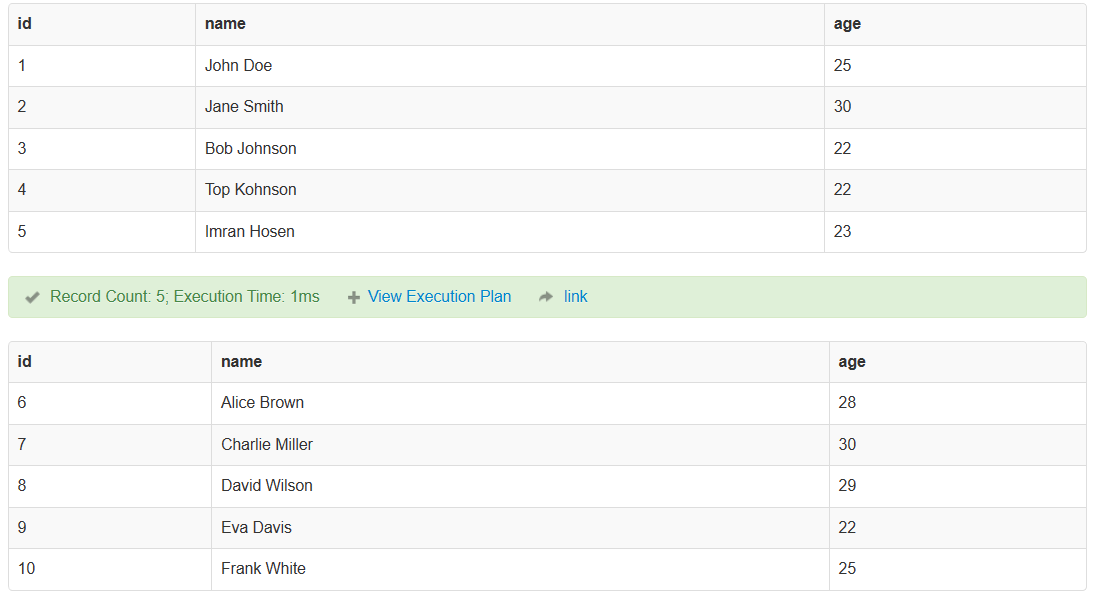 id name age
1 John Doe 25
2 Jane Smith 30
3 Bob Johnson 22
4 Top Kohnson 22
5 Imran Hosen 23
Record Count: 5; Execution Time: 1ms View Execution Plan link
id name age
6 Alice Brown 28
7 Charlie Miller 30
8 David Wilson 29
9 Eva Davis 22
10 Frank White 25